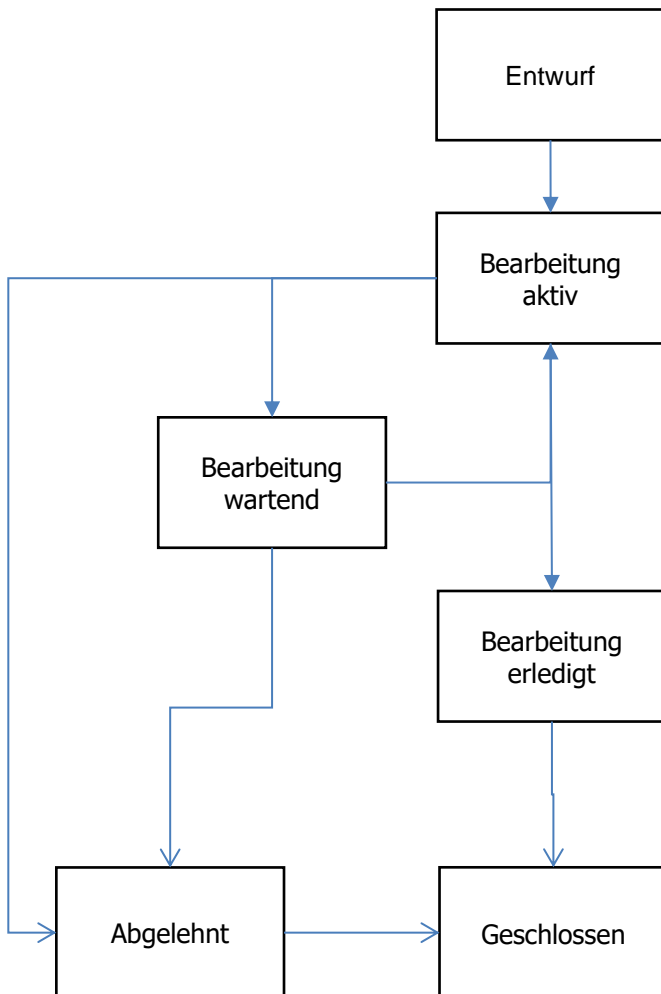 Entwurf
Bearbeitung
aktiv
Bearbeitung
wartend
Bearbeitung
erledigt
Abgelehnt
Geschlossen